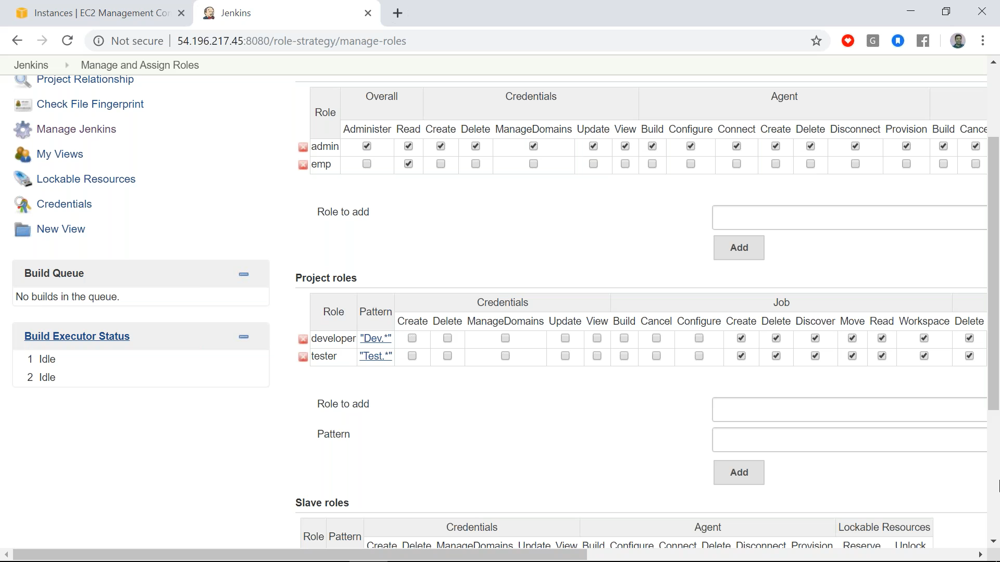 Instances | EC2 Management Con
Jenkins
Not secure
54.196.217.45:8080/role-strategy/manage-roles
G
Jenkins
Manage and Assign Roles
Project Relationship
Check File Fingerprint
Manage Jenkins
My Views
Lockable Resources
Credentials
New View
Build Queue
No builds in the queue.
Build Executor Status
1 Idle
2 Idle
Role Overall Credentials Agent
Administer Read Create Delete ManageDomains Update View Build Configure Connect Create Delete Disconnect Provision Build Cance
admin
emp
Role to add
Add
Project roles
Role Pattern Credentials Job
Create Delete ManageDomains Update View Build Cancel Configure Create Delete Discover Move Read Workspace Delete
developer "Dev.*"
tester "Test.*"
Role to add
Pattern
Add
Slave roles
Role Pattern Credentials Agent Lockable Resources
Create Delete ManageDomains Update View Build Configure Connect Delete Disconnect Provision Reserve Unlock